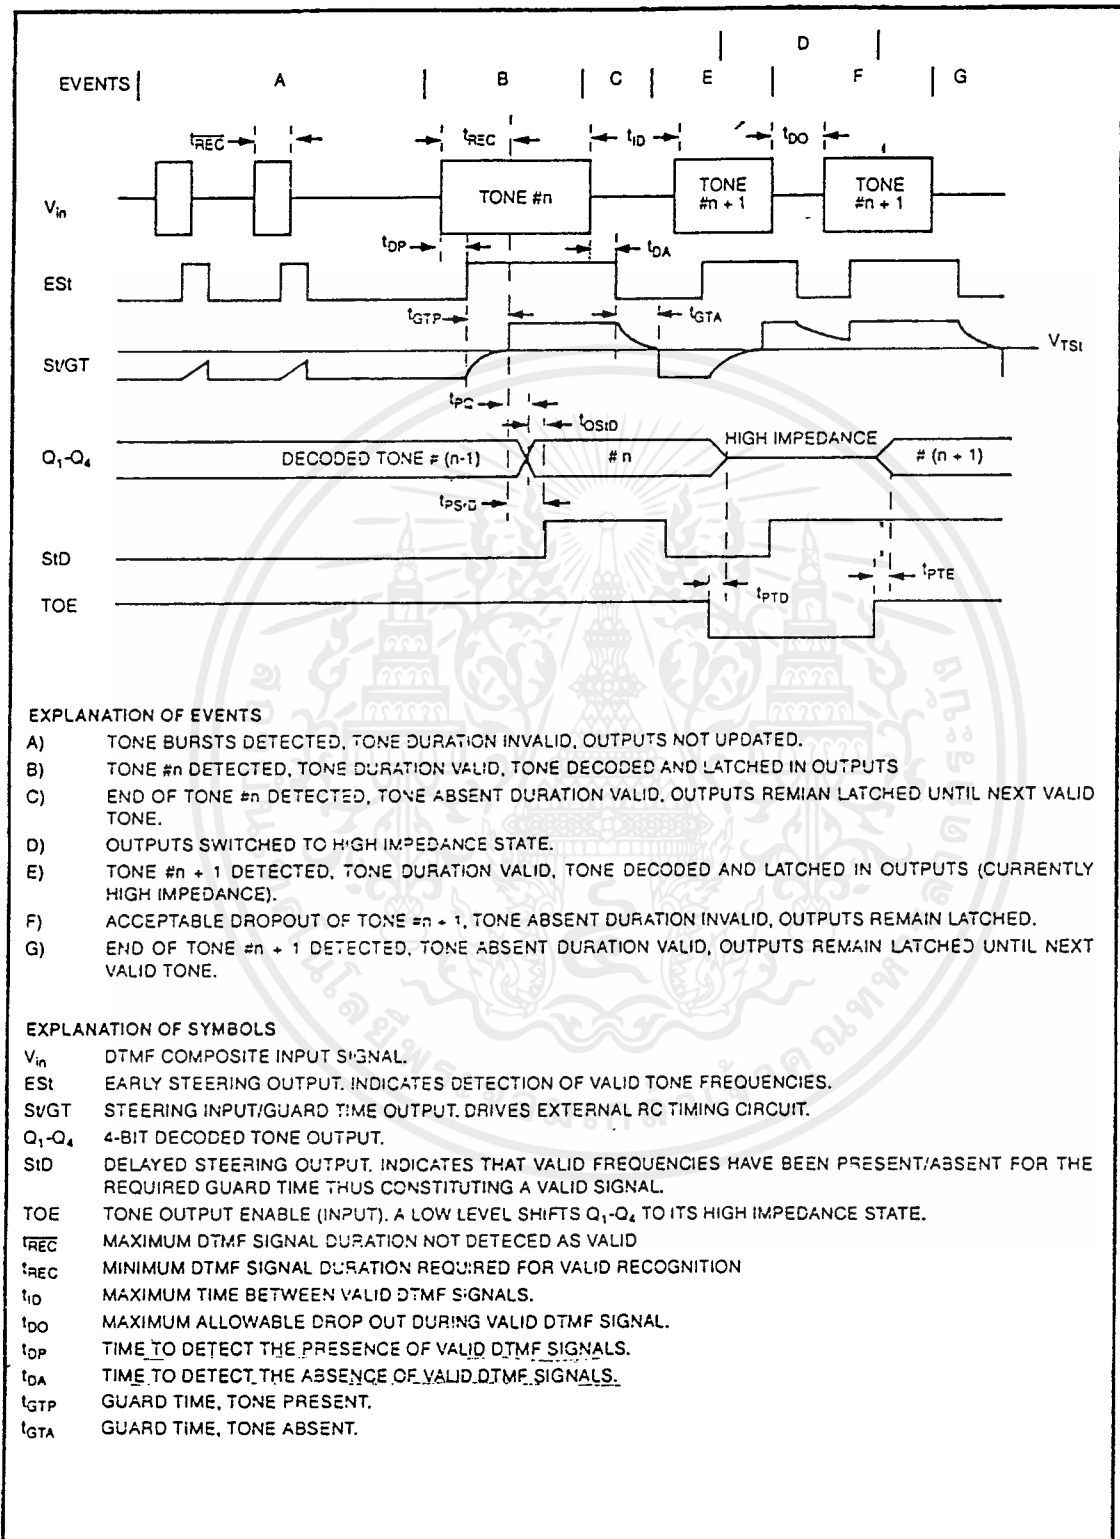 D
EVENTS A B C E F G
tREC tREC tID tDO
Vin TONE #n TONE #n + 1 TONE #n + 1
tDP tDA
ESt
tGTP tGTA
VTSt
St/GT
tPQ tQStD
HIGH IMPEDANCE
Q1-Q4 DECODED TONE # (n-1) # n # (n + 1)
tPStD
StD
tPTE
tPTD
TOE
EXPLANATION OF EVENTS
A) TONE BURSTS DETECTED, TONE DURATION INVALID, OUTPUTS NOT UPDATED.
B) TONE #n DETECTED, TONE DURATION VALID, TONE DECODED AND LATCHED IN OUTPUTS
C) END OF TONE #n DETECTED, TONE ABSENT DURATION VALID, OUTPUTS REMIAN LATCHED UNTIL NEXT VALID
TONE.
D) OUTPUTS SWITCHED TO HIGH IMPEDANCE STATE.
E) TONE #n + 1 DETECTED, TONE DURATION VALID, TONE DECODED AND LATCHED IN OUTPUTS (CURRENTLY
HIGH IMPEDANCE).
F) ACCEPTABLE DROPOUT OF TONE #n + 1, TONE ABSENT DURATION INVALID, OUTPUTS REMAIN LATCHED.
G) END OF TONE #n + 1 DETECTED, TONE ABSENT DURATION VALID, OUTPUTS REMAIN LATCHED UNTIL NEXT
VALID TONE.
EXPLANATION OF SYMBOLS
Vin DTMF COMPOSITE INPUT SIGNAL.
ESt EARLY STEERING OUTPUT. INDICATES DETECTION OF VALID TONE FREQUENCIES.
St/GT STEERING INPUT/GUARD TIME OUTPUT. DRIVES EXTERNAL RC TIMING CIRCUIT.
Q1-Q4 4-BIT DECODED TONE OUTPUT.
StD DELAYED STEERING OUTPUT. INDICATES THAT VALID FREQUENCIES HAVE BEEN PRESENT/ABSENT FOR THE
REQUIRED GUARD TIME THUS CONSTITUTING A VALID SIGNAL.
TOE TONE OUTPUT ENABLE (INPUT). A LOW LEVEL SHIFTS Q1-Q4 TO ITS HIGH IMPEDANCE STATE.
tREC MAXIMUM DTMF SIGNAL DURATION NOT DETECED AS VALID
tREC MINIMUM DTMF SIGNAL DURATION REQUIRED FOR VALID RECOGNITION
tID MAXIMUM TIME BETWEEN VALID DTMF SIGNALS.
tDO MAXIMUM ALLOWABLE DROP OUT DURING VALID DTMF SIGNAL.
tDP TIME TO DETECT THE PRESENCE OF VALID DTMF SIGNALS.
tDA TIME TO DETECT THE ABSENCE OF VALID DTMF SIGNALS.
tGTP GUARD TIME, TONE PRESENT.
tGTA GUARD TIME, TONE ABSENT.